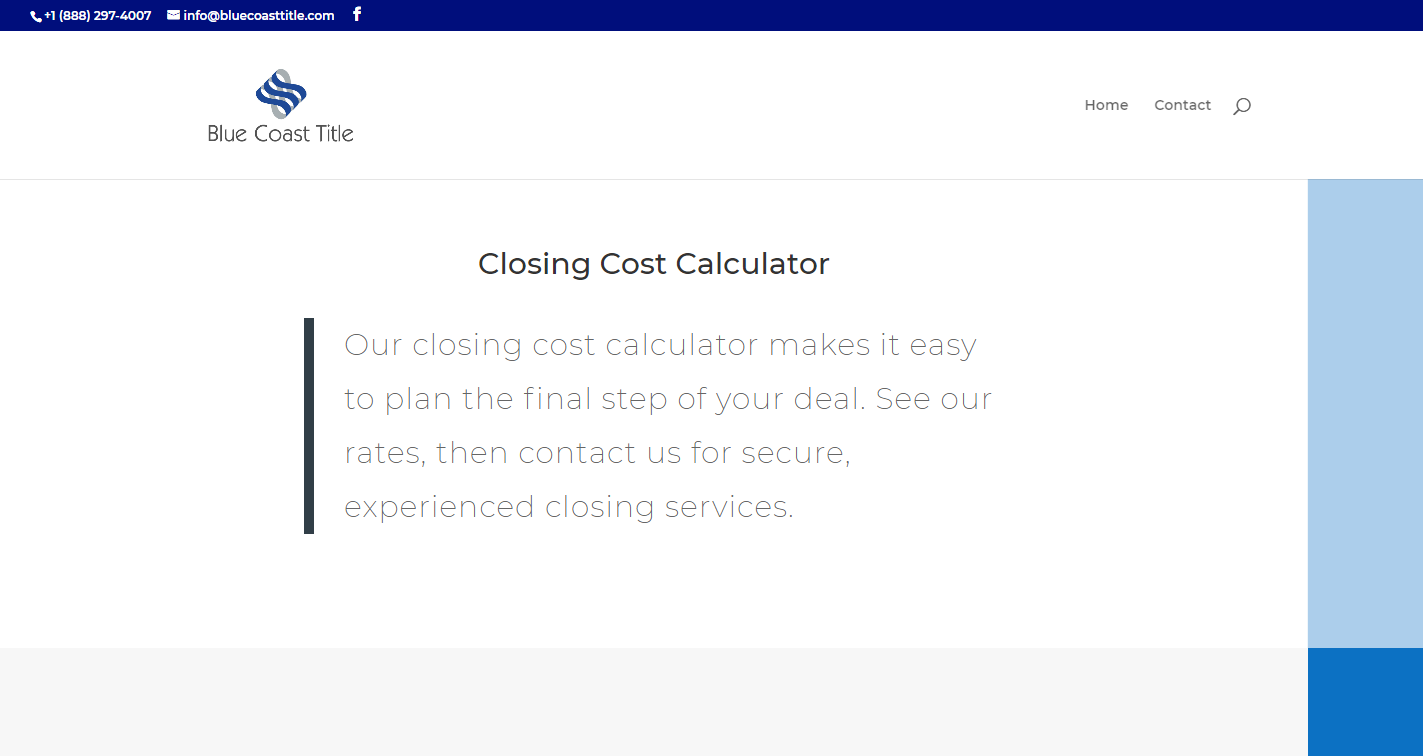 +1 (888) 297-4007 info@bluecoasttitle.com
Blue Coast Title
Home Contact
Closing Cost Calculator
Our closing cost calculator makes it easy
to plan the final step of your deal. See our
rates, then contact us for secure,
experienced closing services.